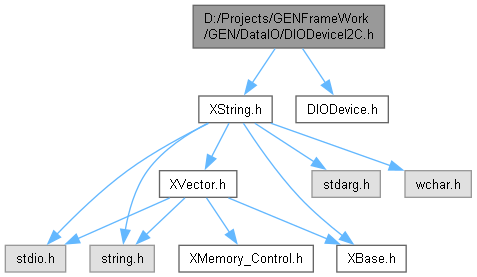 D:/Projects/GENFrameWork
/GEN/DataIO/DIODeviceI2C.h
XString.h
DIODevice.h
XVector.h
stdarg.h
wchar.h
stdio.h
string.h
XMemory_Control.h
XBase.h